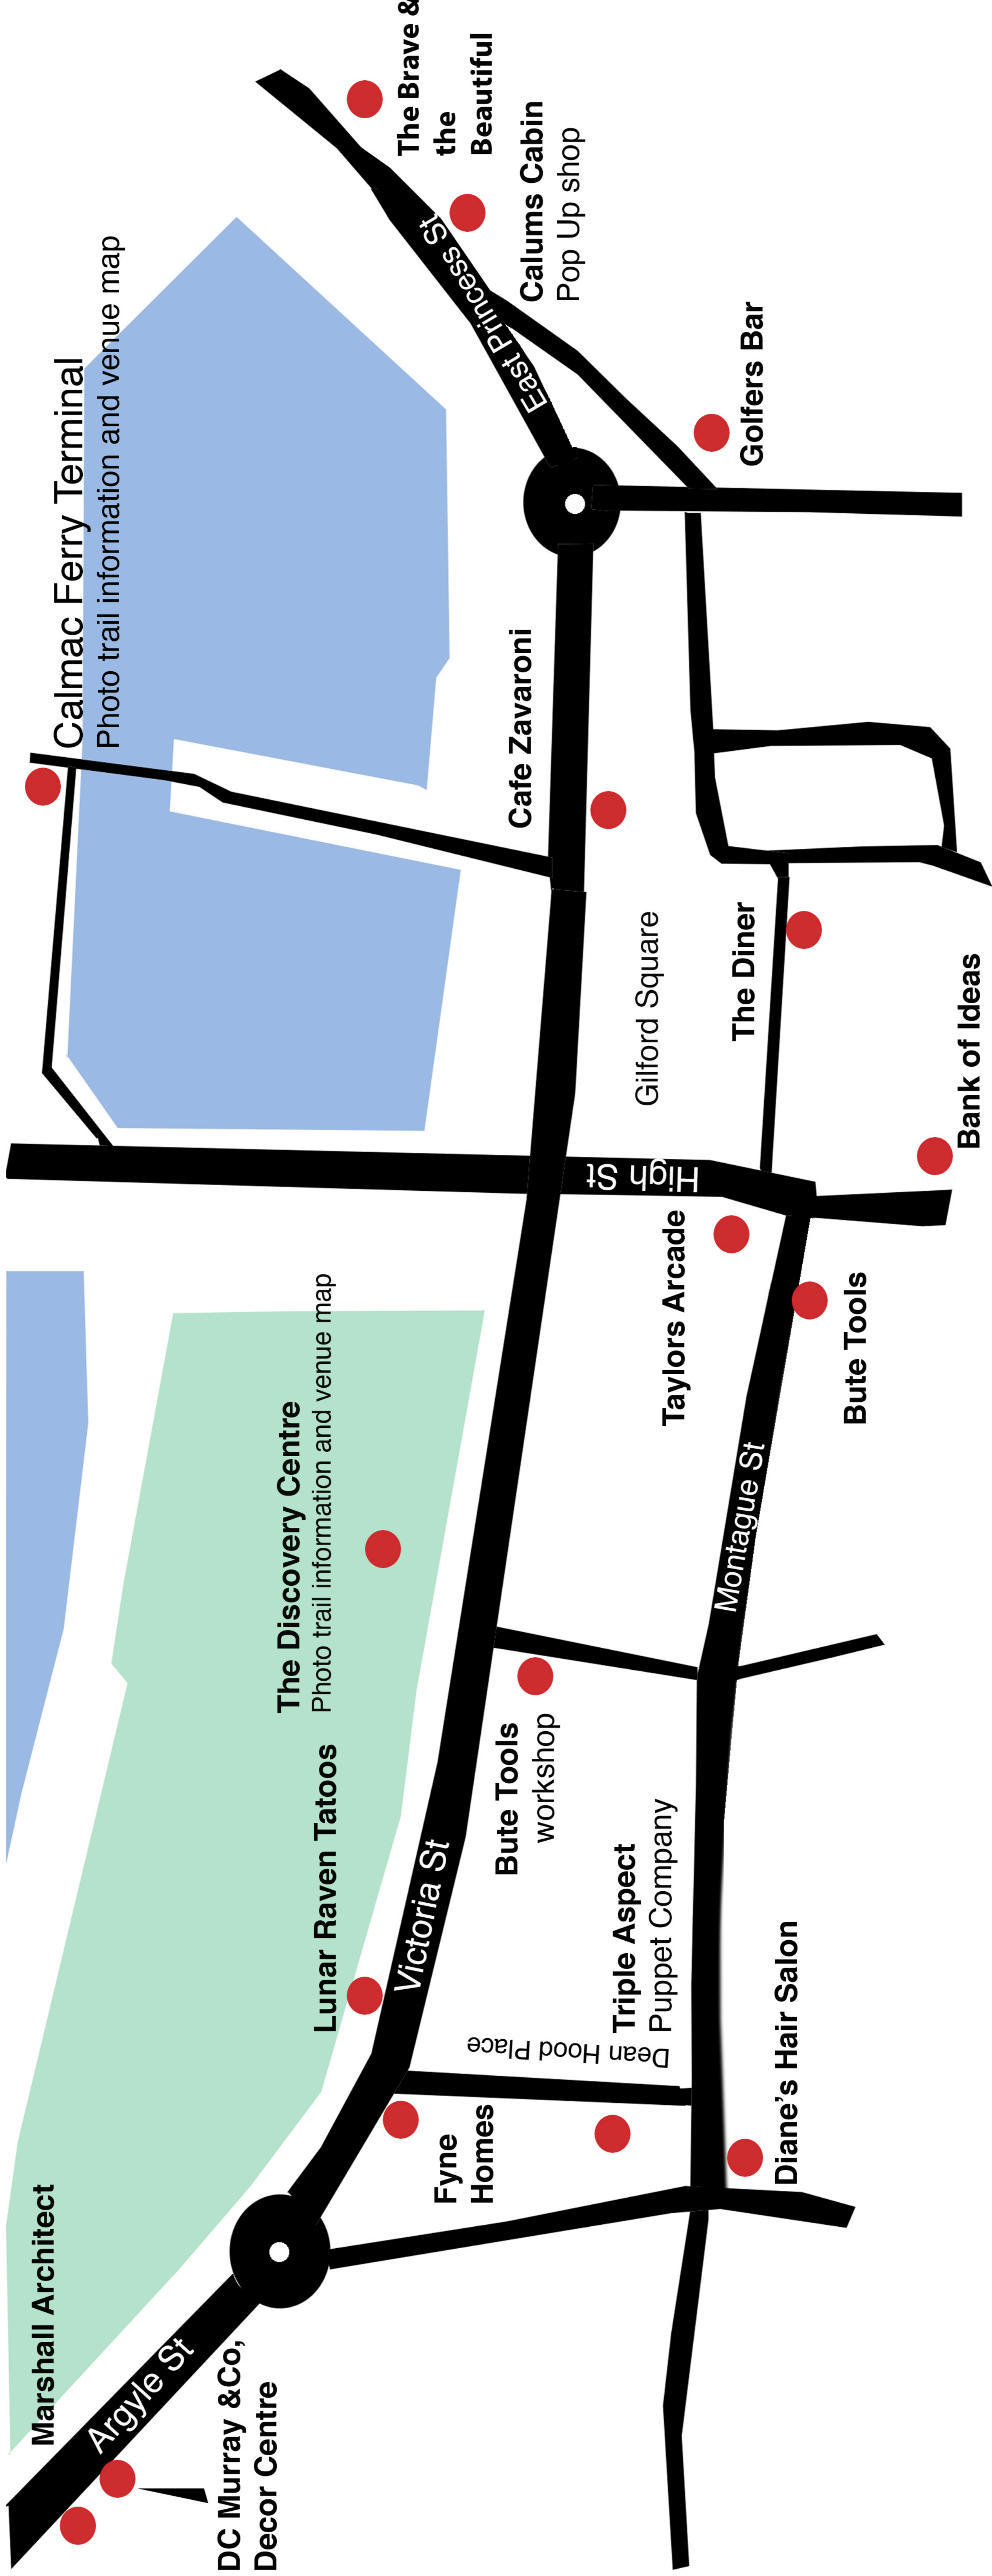 Marshall Architect
Argyle St
DC Murray &Co,
Decor Centre
Lunar Raven Tatoos
Victoria St
Fyne
Homes
Dean Hood Place
Triple Aspect
Puppet Company
Diane's Hair Salon
The Discovery Centre
Photo trail information and venue map
Bute Tools
workshop
Montague St
Taylors Arcade
Bute Tools
High St
Bank of Ideas
Gilford Square
The Diner
Calmac Ferry Terminal
Photo trail information and venue map
Cafe Zavaroni
Golfers Bar
East Princess St
Calums Cabin
Pop Up shop
The Brave &
the
Beautiful